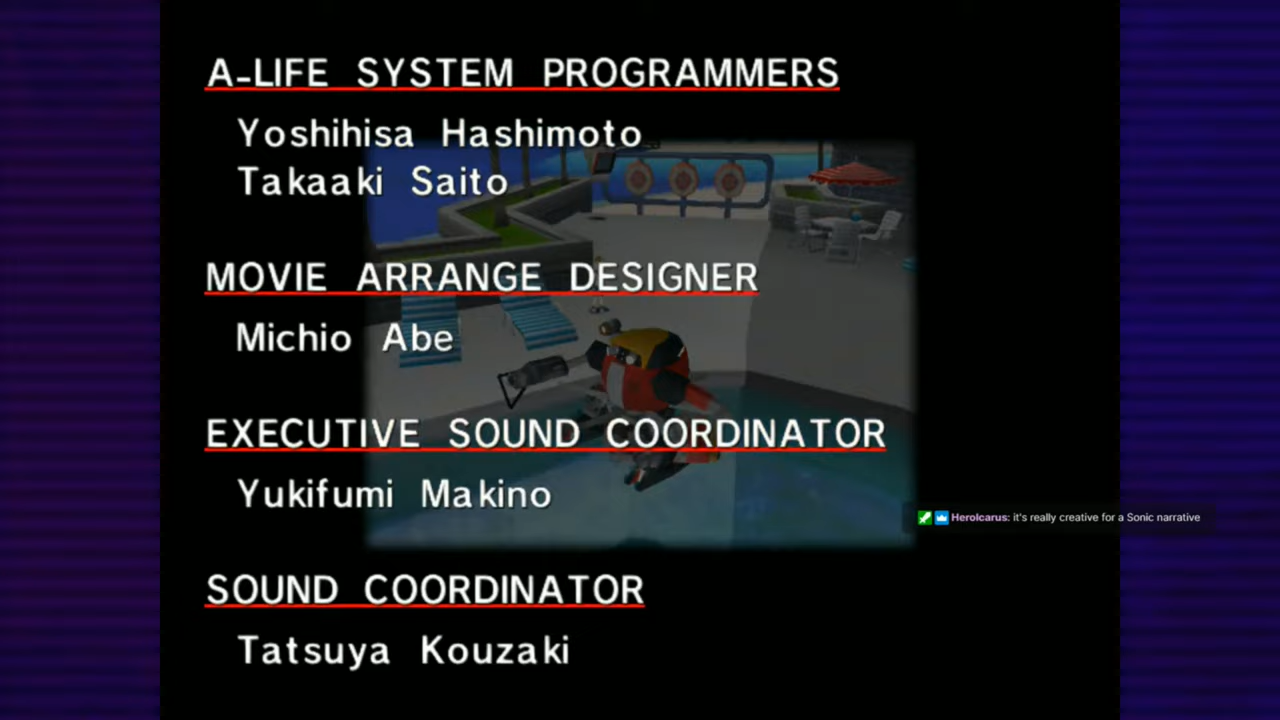 A-LIFE SYSTEM PROGRAMMERS
Yoshihisa Hashimoto
Takaaki Saito
MOVIE ARRANGE DESIGNER
Michio Abe
EXECUTIVE SOUND COORDINATOR
Yukifumi Makino
HeroIcarus: it's really creative for a Sonic narrative
SOUND COORDINATOR
Tatsuya Kouzaki